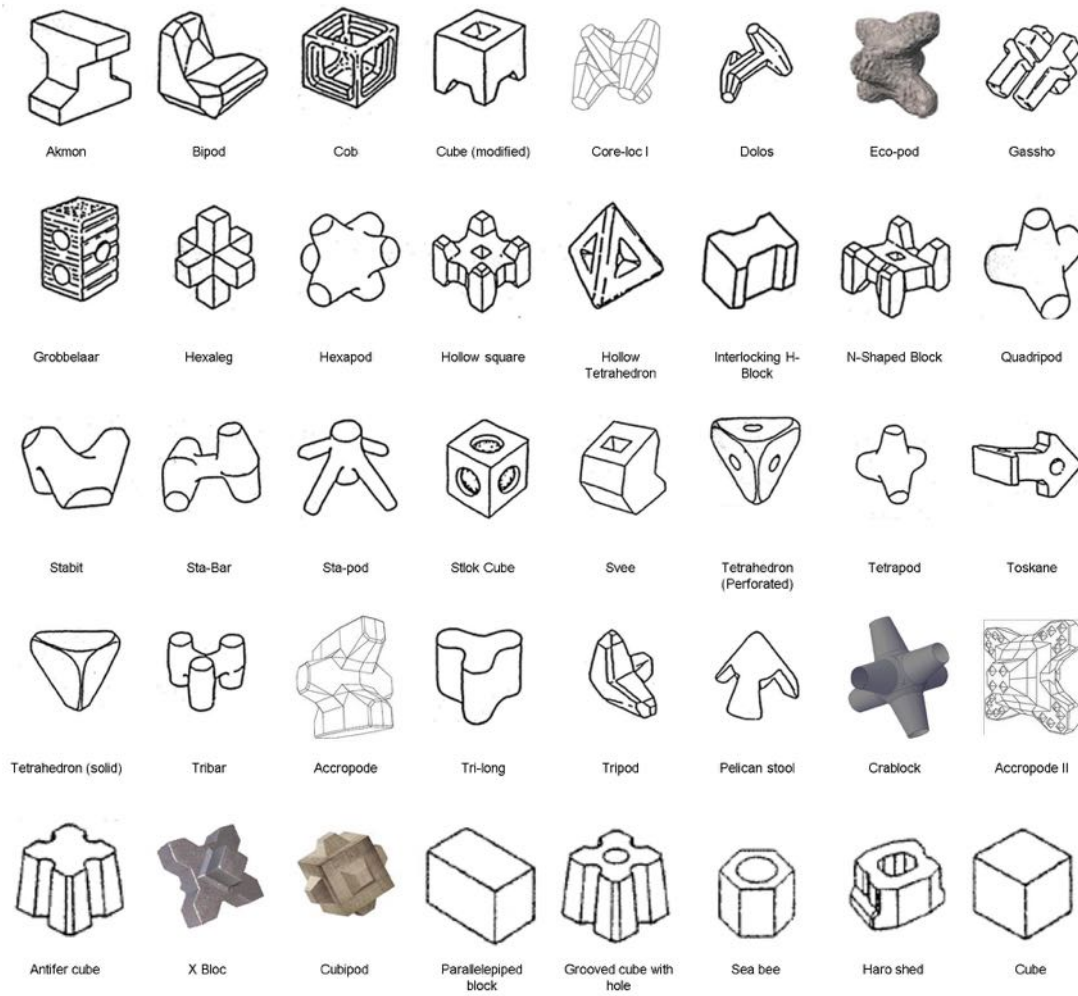 Akmon
Bipod
Cob
Cube (modified)
Core-loc I
Dolos
Eco-pod
Gassho
Grobbelaar
Hexaleg
Hexapod
Hollow square
Hollow
Tetrahedron
Interlocking H-
Block
N-Shaped Block
Quadripod
Stabit
Sta-Bar
Sta-pod
Stlok Cube
Svee
Tetrahedron
(Perforated)
Tetrapod
Toskane
Tetrahedron (solid)
Tribar
Accropode
Tri-long
Tripod
Pelican stool
Crablock
Accropode II
Antifer cube
X Bloc
Cubipod
Parallelepiped
block
Grooved cube with
hole
Sea bee
Haro shed
Cube